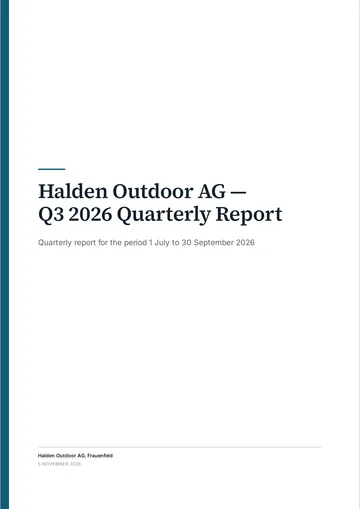 Halden Outdoor AG —
Q3 2026 Quarterly Report
Quarterly report for the period 1 July to 30 September 2026
Halden Outdoor AG, Frauenfeld
5 NOVEMBER 2026